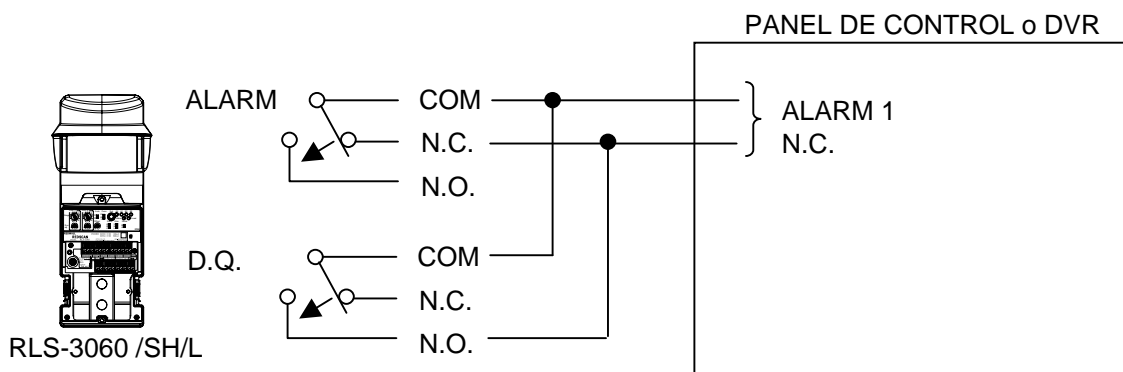 PANEL DE CONTROL o DVR
ALARM
COM
N.C.
N.O.
ALARM 1
N.C.
D.Q.
COM
N.C.
N.O.
RLS-3060 /SH/L